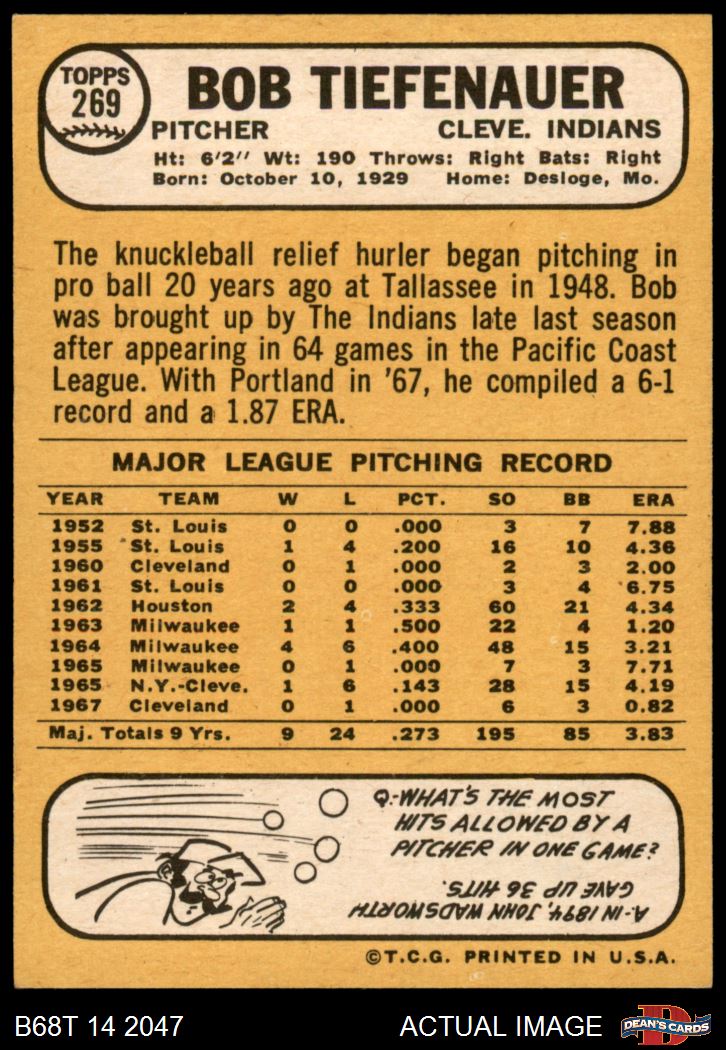 TOPPS
269
BOB TIEFENAUER
PITCHER CLEVE. INDIANS
Ht: 6'2" Wt: 190 Throws: Right Bats: Right
Born: October 10, 1929 Home: Desloge, Mo.
The knuckleball relief hurler began pitching in
pro ball 20 years ago at Tallassee in 1948. Bob
was brought up by The Indians late last season
after appearing in 64 games in the Pacific Coast
League. With Portland in '67, he compiled a 6-1
record and a 1.87 ERA.
MAJOR LEAGUE PITCHING RECORD
YEAR TEAM W L PCT. SO BB ERA
1952 St. Louis 0 0 .000 3 7 7.88
1955 St. Louis 1 4 .200 16 10 4.36
1960 Cleveland 0 1 .000 2 3 2.00
1961 St. Louis 0 0 .000 3 4 6.75
1962 Houston 2 4 .333 60 21 4.34
1963 Milwaukee 1 1 .500 22 4 1.20
1964 Milwaukee 4 6 .400 48 15 3.21
1965 Milwaukee 0 1 .000 7 3 7.71
1965 N.Y.-Cleve. 1 6 .143 28 15 4.19
1967 Cleveland 0 1 .000 6 3 0.82
Maj. Totals 9 Yrs. 9 24 .273 195 85 3.83
Q-WHAT'S THE MOST
HITS ALLOWED BY A
PITCHER IN ONE GAME?
A-IN 1894, JOHN WADSWORTH
GAVE UP 36 HITS.
©T.C.G. PRINTED IN U.S.A.
B68T 14 2047 ACTUAL IMAGE
D
DEAN'S CARDS